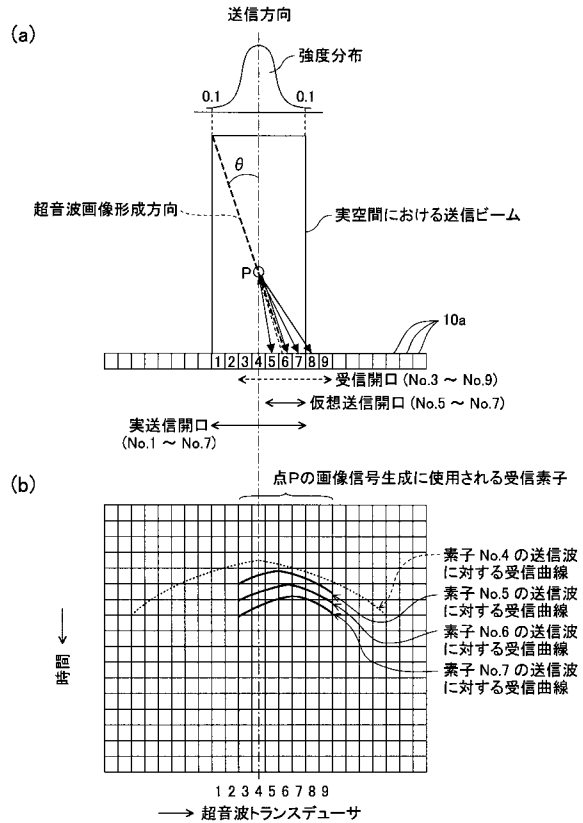 送信方向
(a)
強度分布
0.1 0.1
θ
超音波画像形成方向
実空間における送信ビーム
P
10a
1 2 3 4 5 6 7 8 9
受信開口 (No.3 ~ No.9)
仮想送信開口 (No.5 ~ No.7)
実送信開口
(No.1 ~ No.7)
(b)
点Pの画像信号生成に使用される受信素子
素子 No.4 の送信波
に対する受信曲線
素子 No.5 の送信波
に対する受信曲線
素子 No.6 の送信波
に対する受信曲線
素子 No.7 の送信波
に対する受信曲線
時間
1 2 3 4 5 6 7 8 9
超音波トランスデューサ